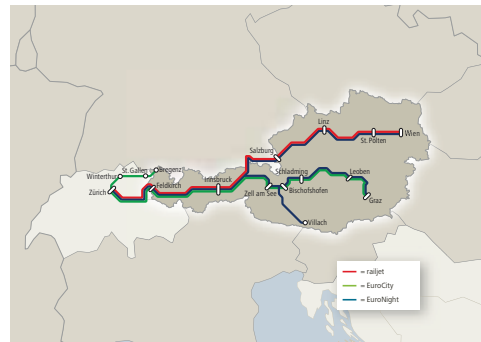 Linz
Wien
St. Pölten
Salzburg
St. Gallen
Bregenz
Winterthur
Schladming
Leoben
Innsbruck
Feldkirch
Zürich
Zell am See
Bischofshofen
Graz
Villach
= railjet
= EuroCity
= EuroNight